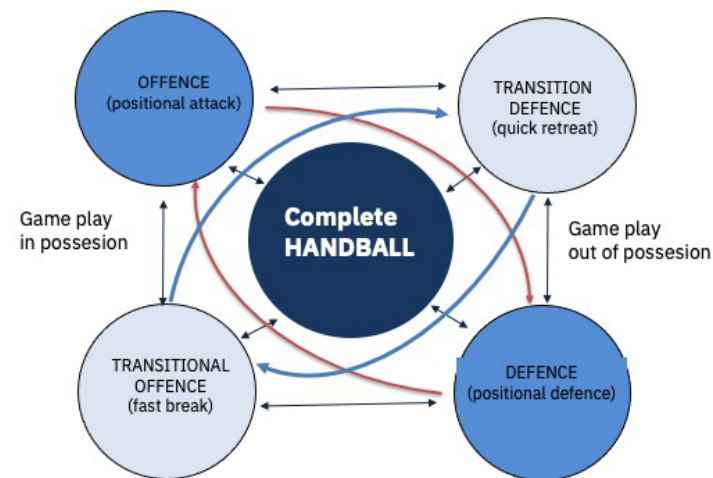 OFFENCE
(positional attack)
TRANSITION
DEFENCE
(quick retreat)
Complete
HANDBALL
Game play
in possesion
Game play
out of possesion
TRANSITIONAL
OFFENCE
(fast break)
DEFENCE
(positional defence)